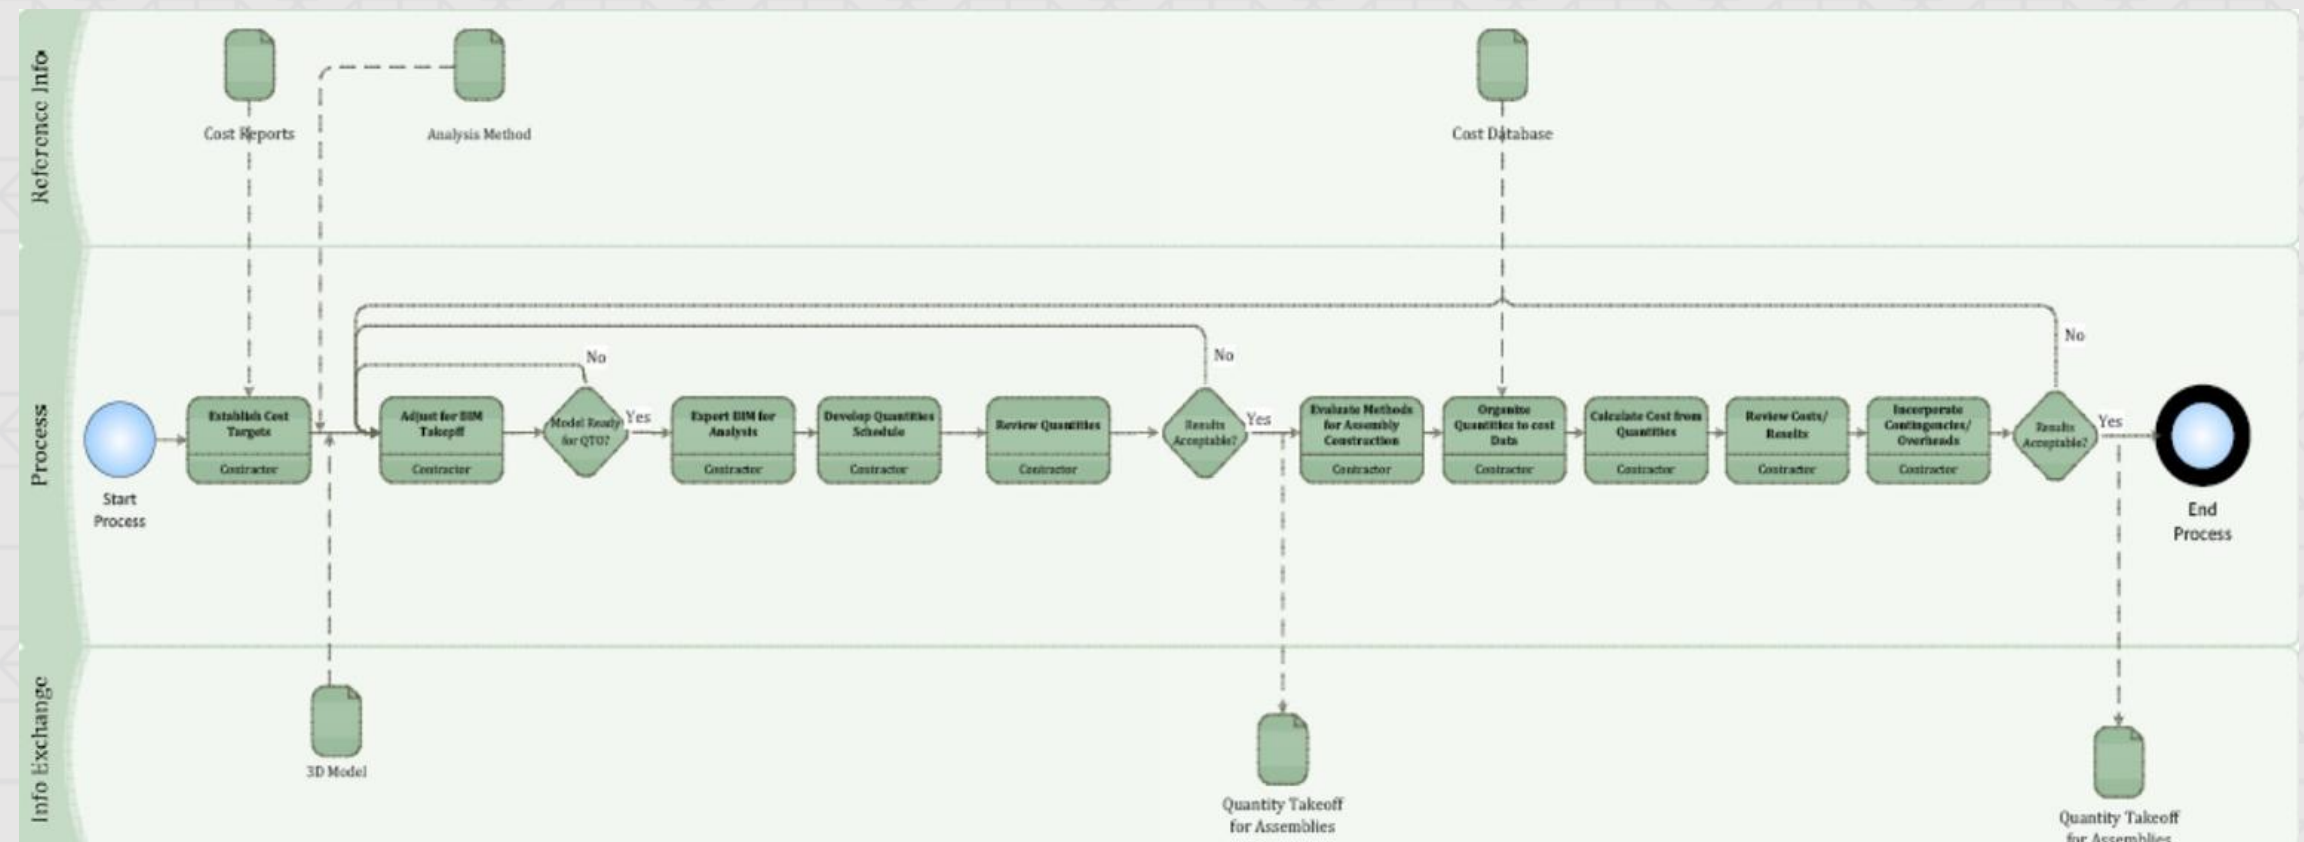 Reference Info
Cost Reports
Analysis Method
Cost Database
Process
Start
Process
Establish Cost
Targets
Contractor
Adjust for BIM
Takeoff
Contractor
No
Model Ready
for QTO?
Yes
Export BIM for
Analysis
Contractor
Develop Quantities
Schedule
Contractor
Review Quantities
Contractor
No
Results
Acceptable?
Yes
Evaluate Methods
for Assembly
Construction
Contractor
Organize
Quantities to cost
Data
Contractor
Calculate Cost from
Quantities
Contractor
Review Costs/
Results
Contractor
Incorporate
Contingencies/
Overheads
Contractor
No
Results
Acceptable?
Yes
End
Process
Info Exchange
3D Model
Quantity Takeoff
for Assemblies
Quantity Takeoff
for Assemblies